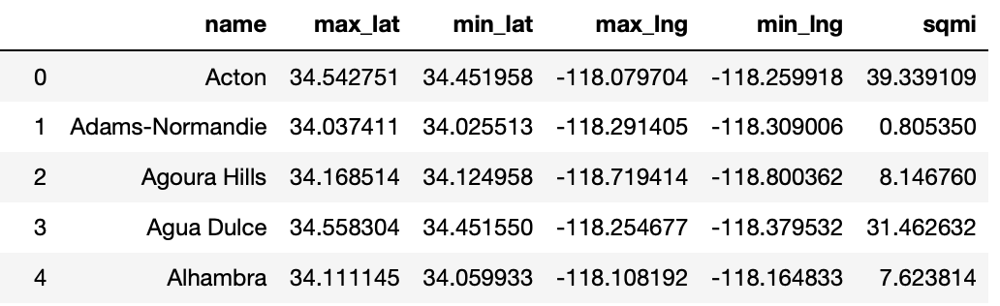 name max_lat min_lat max_lng min_lng sqmi
0 Acton 34.542751 34.451958 -118.079704 -118.259918 39.339109
1 Adams-Normandie 34.037411 34.025513 -118.291405 -118.309006 0.805350
2 Agoura Hills 34.168514 34.124958 -118.719414 -118.800362 8.146760
3 Agua Dulce 34.558304 34.451550 -118.254677 -118.379532 31.462632
4 Alhambra 34.111145 34.059933 -118.108192 -118.164833 7.623814